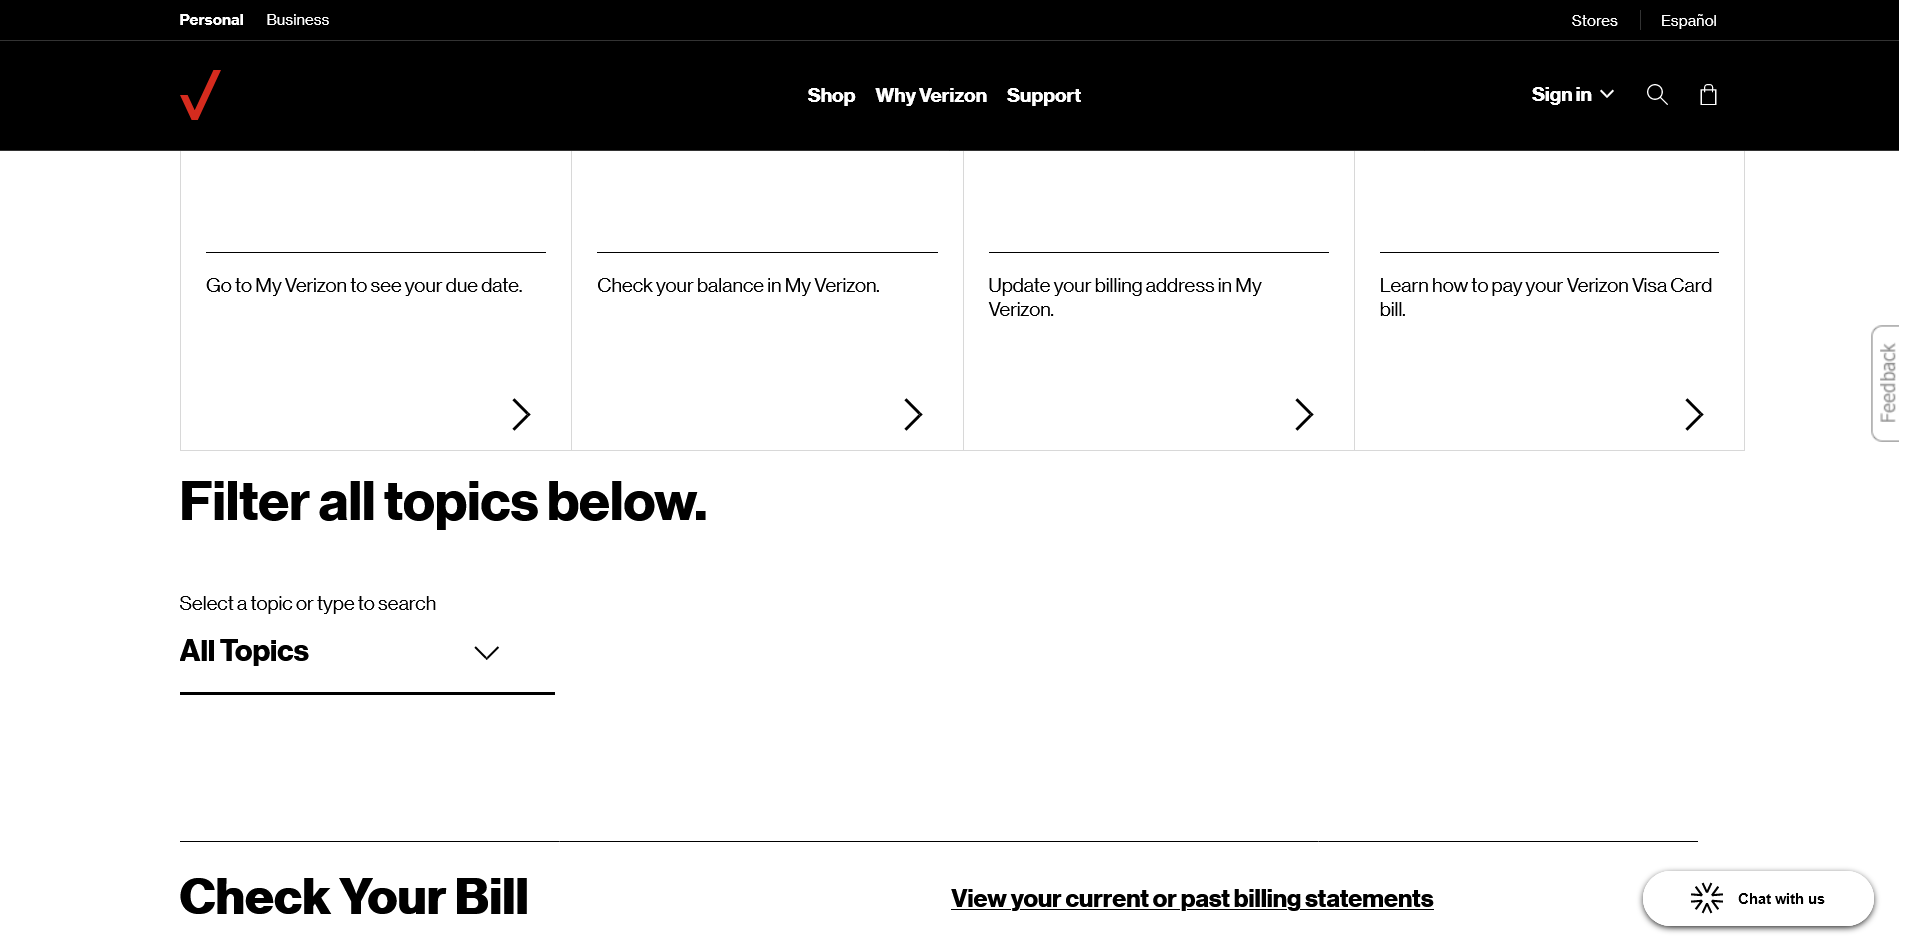 Personal Business Stores Español
Shop Why Verizon Support Sign in
Go to My Verizon to see your due date.
Check your balance in My Verizon.
Update your billing address in My
Verizon.
Learn how to pay your Verizon Visa Card
bill.
Feedback
Filter all topics below.
Select a topic or type to search
All Topics
Check Your Bill
View your current or past billing statements
Chat with us